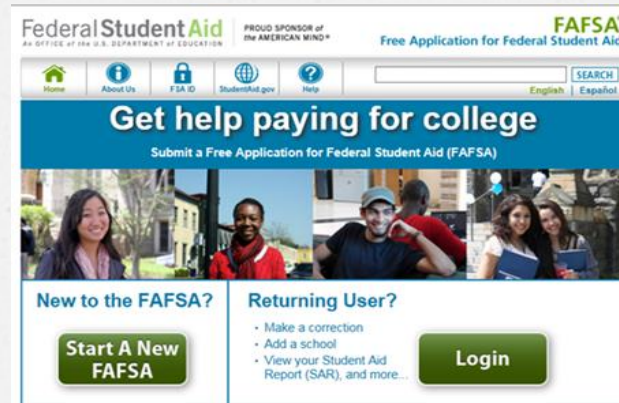 Federal Student Aid
An OFFICE of the U.S. DEPARTMENT of EDUCATION
PROUD SPONSOR of
the AMERICAN MIND®
FAFSA
Free Application for Federal Student Aid
Home
About Us
FSA ID
StudentAid.gov
Help
SEARCH
English | Español
Get help paying for college
Submit a Free Application for Federal Student Aid (FAFSA)
New to the FAFSA?
Start A New
FAFSA
Returning User?
• Make a correction
• Add a school
• View your Student Aid
Report (SAR), and more...
Login